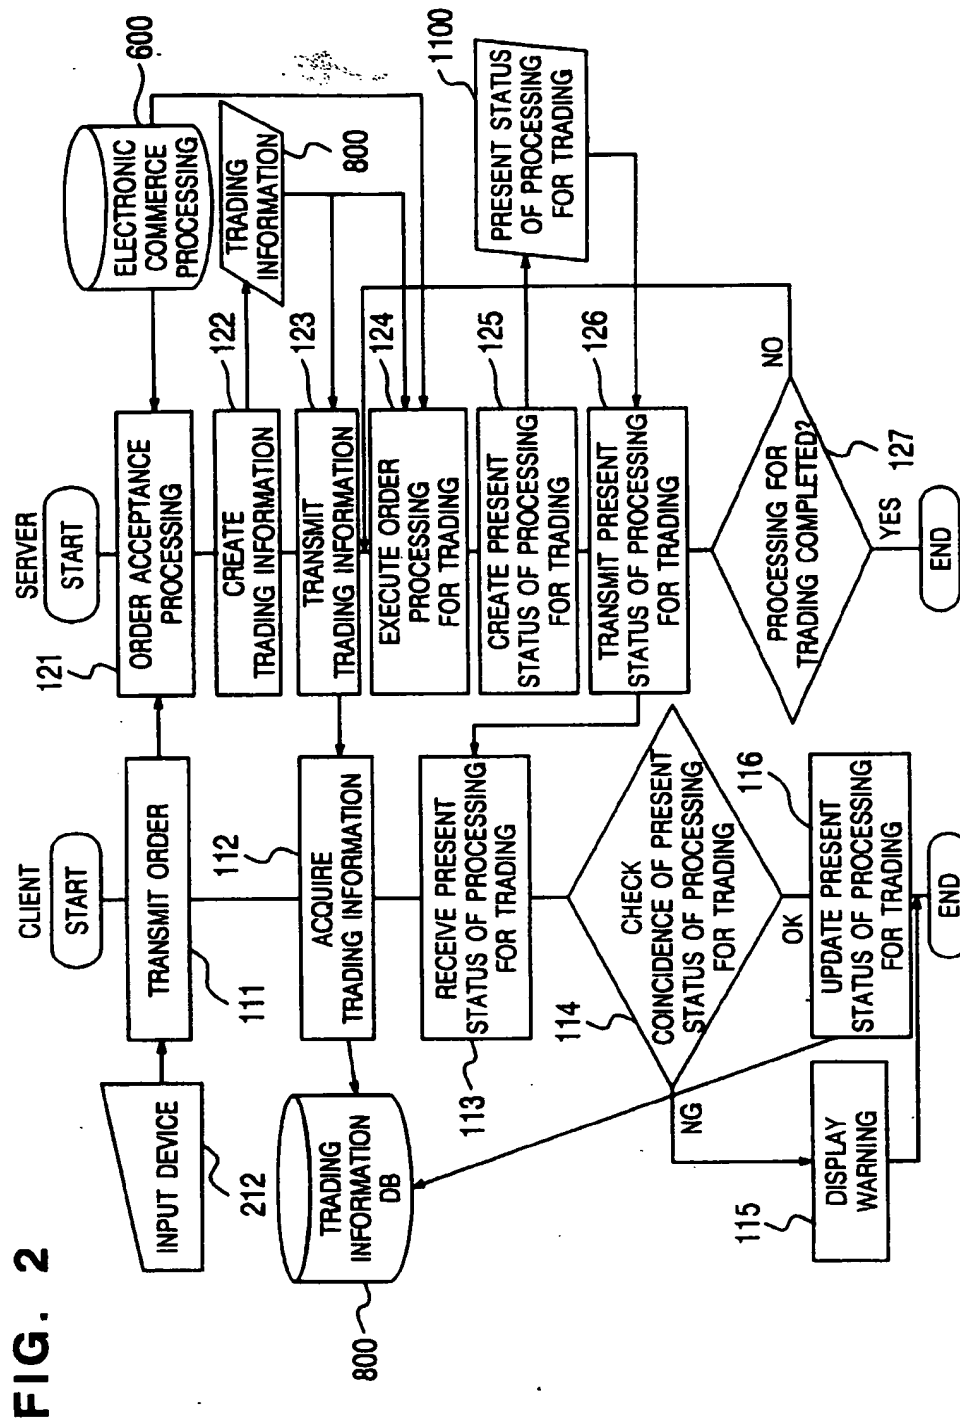 FIG. 2
CLIENT
START
INPUT DEVICE
212
TRANSMIT ORDER
111
ACQUIRE
TRADING INFORMATION
112
TRADING
INFORMATION
DB
800
RECEIVE PRESENT
STATUS OF PROCESSING
FOR TRADING
113
CHECK
COINCIDENCE OF PRESENT
STATUS OF PROCESSING
FOR TRADING
114
NG
OK
DISPLAY
WARNING
115
UPDATE PRESENT
STATUS OF PROCESSING
FOR TRADING
116
END
SERVER
START
ORDER ACCEPTANCE
PROCESSING
121
ELECTRONIC
COMMERCE
PROCESSING
600
CREATE
TRADING INFORMATION
122
TRADING
INFORMATION
800
TRANSMIT
TRADING INFORMATION
123
EXECUTE ORDER
PROCESSING
FOR TRADING
124
CREATE PRESENT
STATUS OF PROCESSING
FOR TRADING
125
PRESENT STATUS
OF PROCESSING
FOR TRADING
1100
TRANSMIT PRESENT
STATUS OF PROCESSING
FOR TRADING
126
PROCESSING FOR
TRADING COMPLETED?
127
NO
YES
END